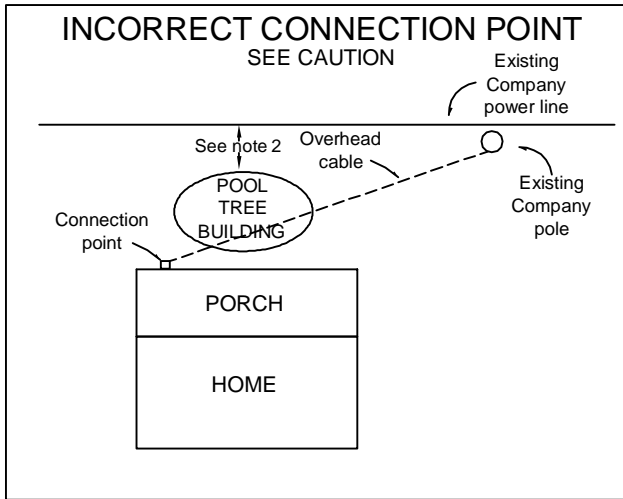 INCORRECT CONNECTION POINT
SEE CAUTION
Existing
Company
power line
See note 2
Overhead
cable
POOL
TREE
BUILDING
Existing
Company
pole
Connection
point
PORCH
HOME